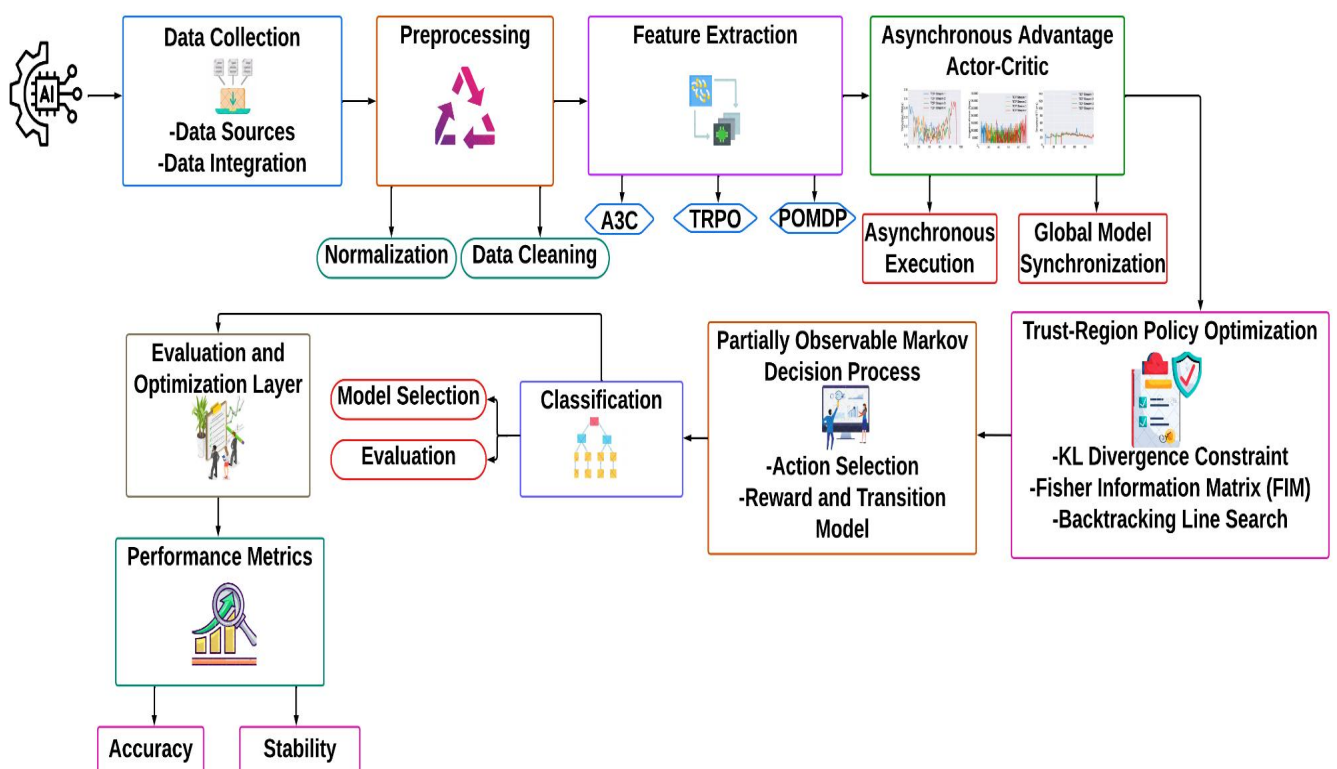 AI
Data Collection
-Data Sources
-Data Integration
Preprocessing
Normalization
Data Cleaning
Feature Extraction
A3C
TRPO
POMDP
Asynchronous Advantage
Actor-Critic
Asynchronous
Execution
Global Model
Synchronization
Trust-Region Policy Optimization
-KL Divergence Constraint
-Fisher Information Matrix (FIM)
-Backtracking Line Search
Partially Observable Markov
Decision Process
-Action Selection
-Reward and Transition
Model
Classification
Model Selection
Evaluation
Evaluation and
Optimization Layer
Performance Metrics
Accuracy
Stability